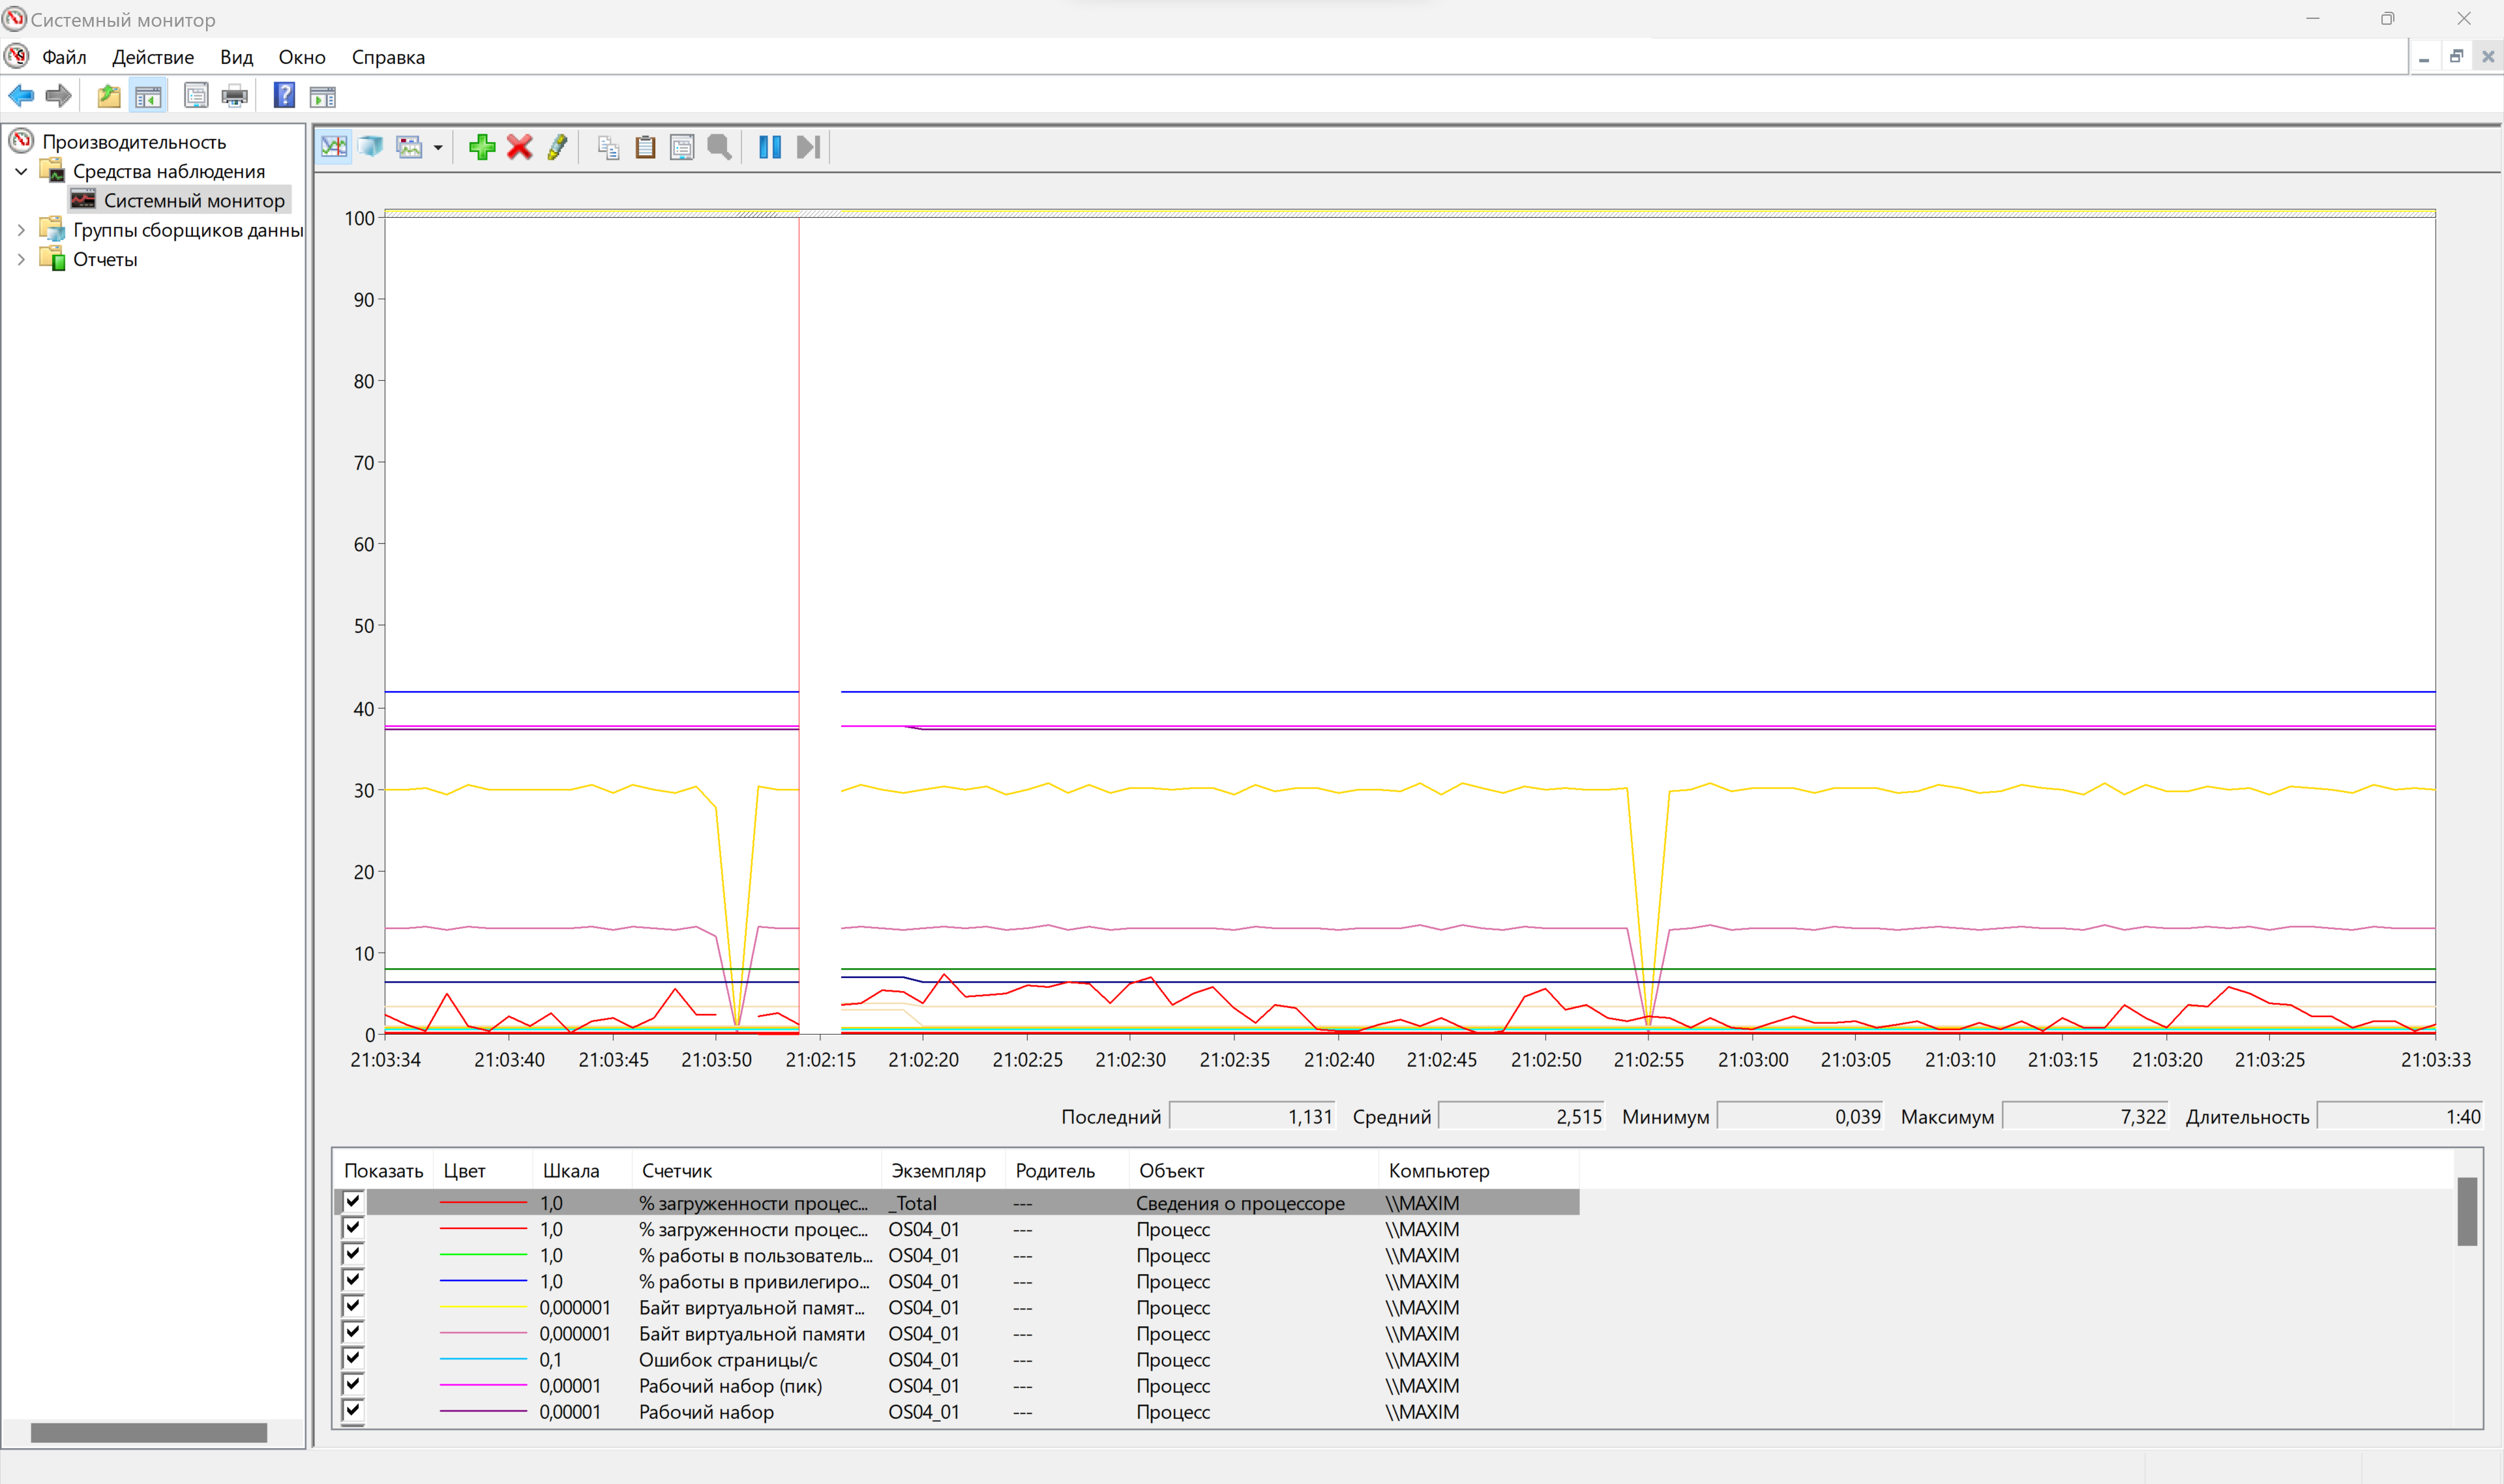 Системный монитор
Файл Действие Вид Окно Справка
Производительность
Средства наблюдения
Системный монитор
Группы сборщиков данны
Отчеты
100
90
80
70
60
50
40
30
20
10
0
21:03:34 21:03:40 21:03:45 21:03:50 21:02:15 21:02:20 21:02:25 21:02:30 21:02:35 21:02:40 21:02:45 21:02:50 21:02:55 21:03:00 21:03:05 21:03:10 21:03:15 21:03:20 21:03:25 21:03:33
Последний 1,131 Средний 2,515 Минимум 0,039 Максимум 7,322 Длительность 1:40
Показать Цвет Шкала Счетчик Экземпляр Родитель Объект Компьютер
1,0 % загруженности процес... _Total --- Сведения о процессоре \\MAXIM
1,0 % загруженности процес... OS04_01 --- Процесс \\MAXIM
1,0 % работы в пользователь... OS04_01 --- Процесс \\MAXIM
1,0 % работы в привилегиро... OS04_01 --- Процесс \\MAXIM
0,000001 Байт виртуальной памят... OS04_01 --- Процесс \\MAXIM
0,000001 Байт виртуальной памяти OS04_01 --- Процесс \\MAXIM
0,1 Ошибок страницы/с OS04_01 --- Процесс \\MAXIM
0,00001 Рабочий набор (пик) OS04_01 --- Процесс \\MAXIM
0,00001 Рабочий набор OS04_01 --- Процесс \\MAXIM